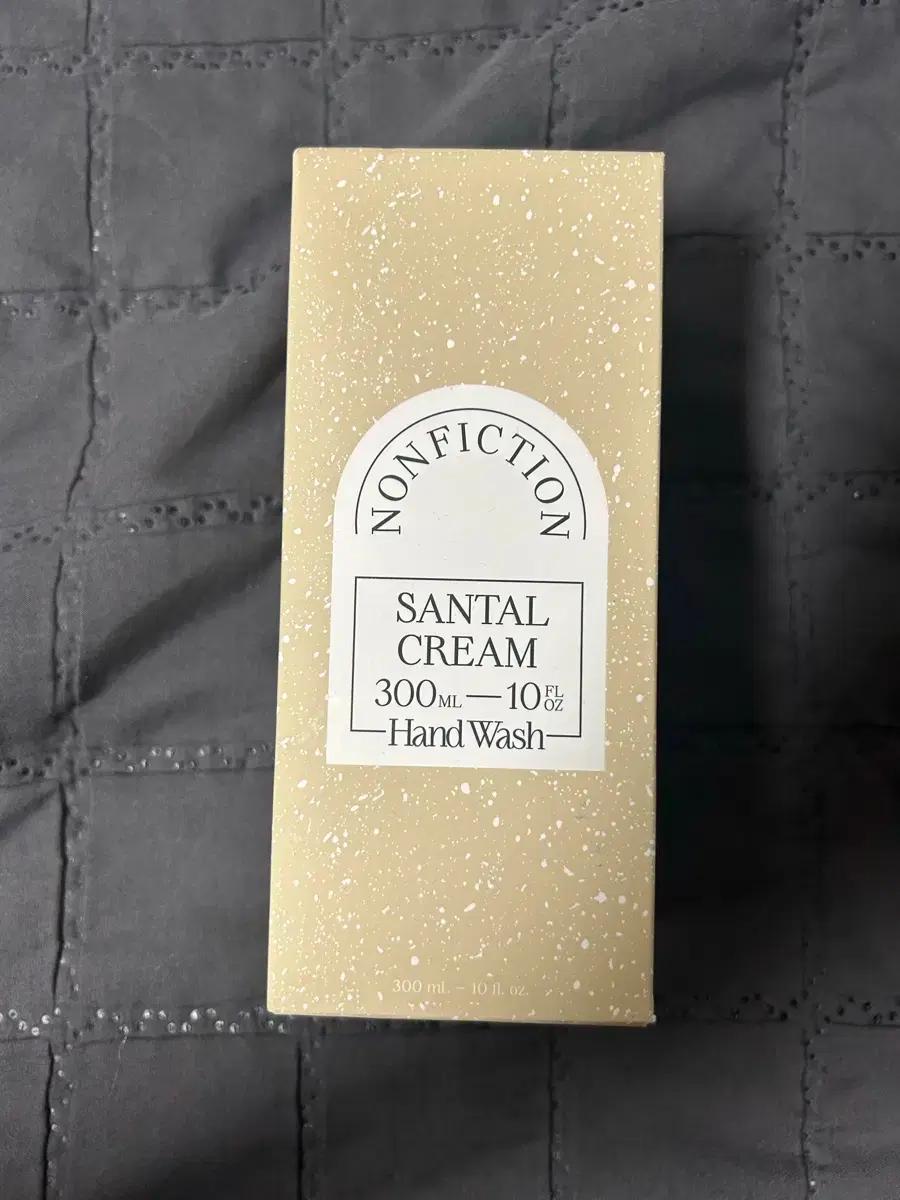 NONFICTION
SANTAL
CREAM
300ML — 10 FL OZ
Hand Wash
300 ml. – 10 fl. oz.